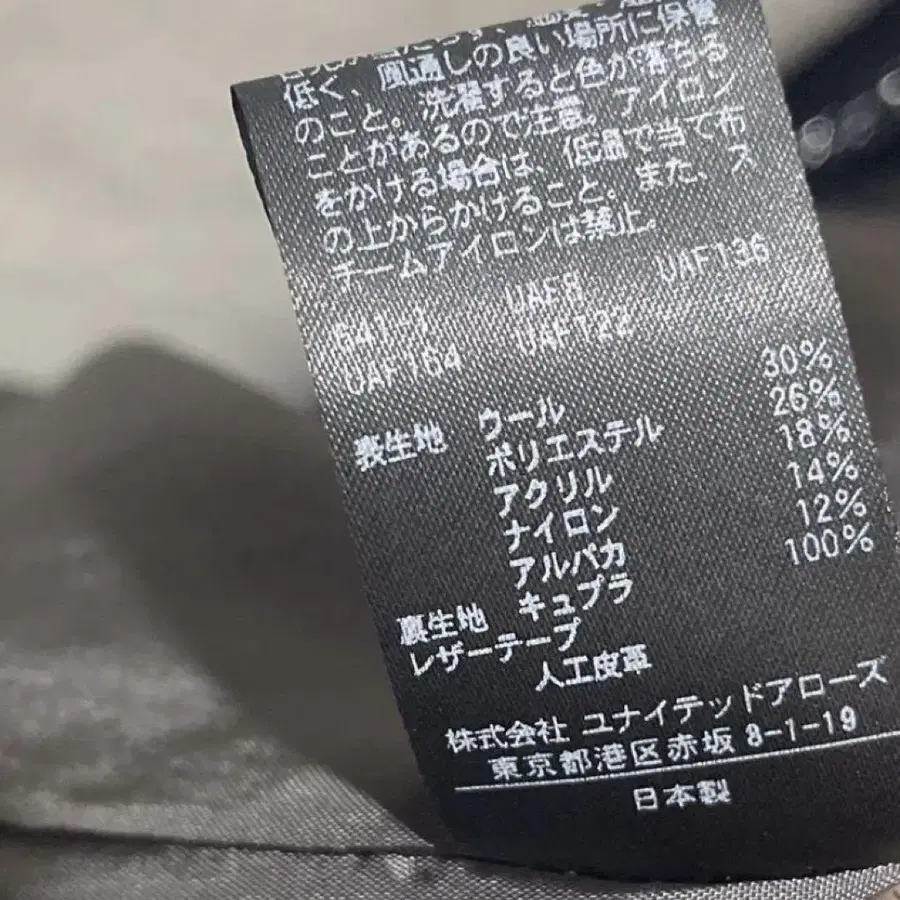 低く、風通しの良い場所に保管
のこと。洗濯すると色が落ちる
ことがあるので注意。アイロン
をかける場合は、低温で当て布
の上からかけること。また、ス
チームアイロンは禁止。
G41-1 UAF8 UAF136
UAF164 UAF122
表生地 ウール 30%
ポリエステル 26%
アクリル 18%
ナイロン 14%
アルパカ 12%
裏生地 キュプラ 100%
レザーテープ
人工皮革
株式会社 ユナイテッドアローズ
東京都港区赤坂 8-1-19
日本製